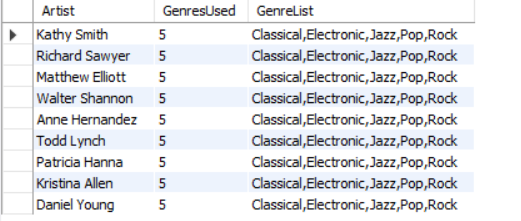 Artist GenresUsed GenreList
Kathy Smith 5 Classical,Electronic,Jazz,Pop,Rock
Richard Sawyer 5 Classical,Electronic,Jazz,Pop,Rock
Matthew Elliott 5 Classical,Electronic,Jazz,Pop,Rock
Walter Shannon 5 Classical,Electronic,Jazz,Pop,Rock
Anne Hernandez 5 Classical,Electronic,Jazz,Pop,Rock
Todd Lynch 5 Classical,Electronic,Jazz,Pop,Rock
Patricia Hanna 5 Classical,Electronic,Jazz,Pop,Rock
Kristina Allen 5 Classical,Electronic,Jazz,Pop,Rock
Daniel Young 5 Classical,Electronic,Jazz,Pop,Rock